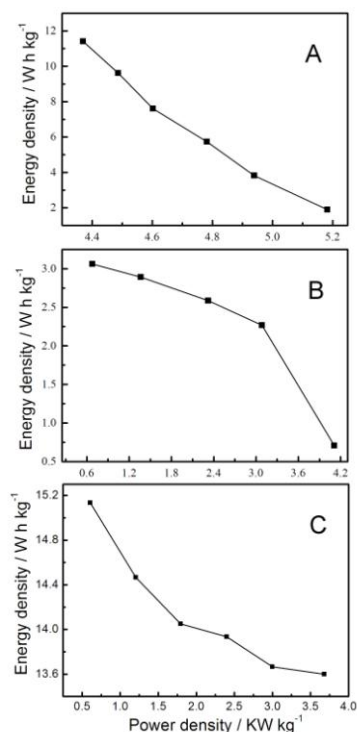 A
Energy density / W h kg⁻¹
12
10
8
6
4
2
4.4 4.6 4.8 5.0 5.2
B
Energy density / W h kg⁻¹
3.0
2.5
2.0
1.5
1.0
0.5
0.6 1.2 1.8 2.4 3.0 3.6 4.2
C
Energy density / W h kg⁻¹
15.2
14.8
14.4
14.0
13.6
0.5 1.0 1.5 2.0 2.5 3.0 3.5 4.0
Power density / KW kg⁻¹